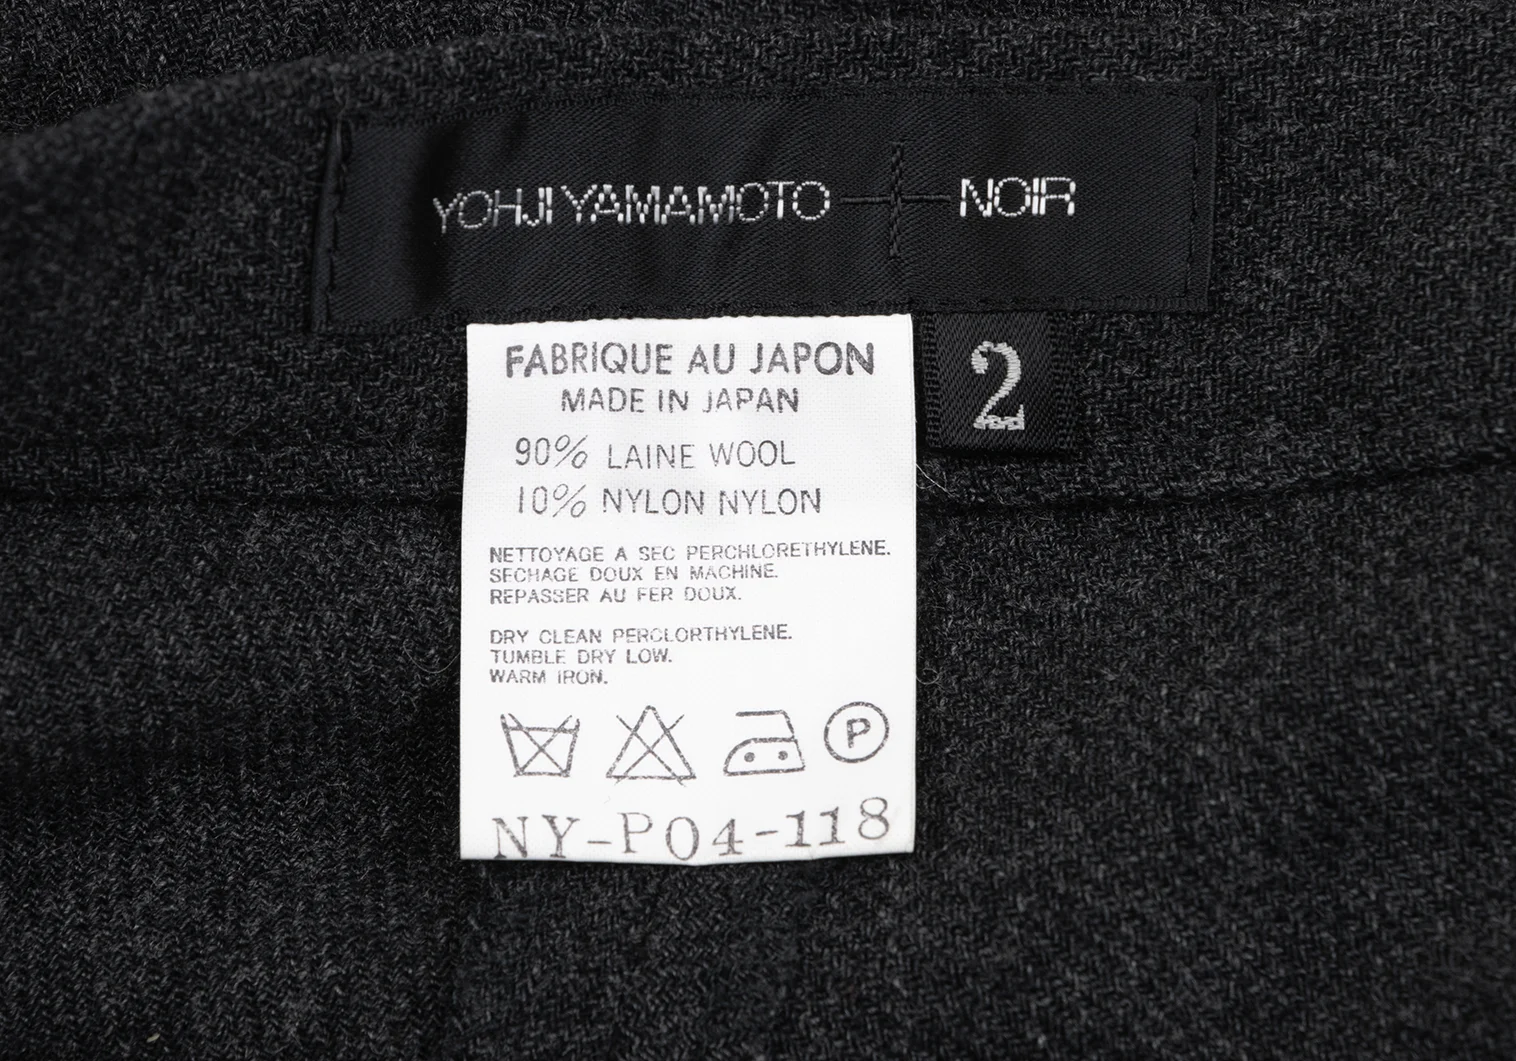 YOHJI YAMAMOTO + NOIR
FABRIQUE AU JAPON
MADE IN JAPAN
2
90% LAINE WOOL
10% NYLON NYLON
NETTOYAGE A SEC PERCHLORETHYLENE.
SECHAGE DOUX EN MACHINE.
REPASSER AU FER DOUX.
DRY CLEAN PERCLORTHYLENE.
TUMBLE DRY LOW.
WARM IRON.
P
NY-P04-118